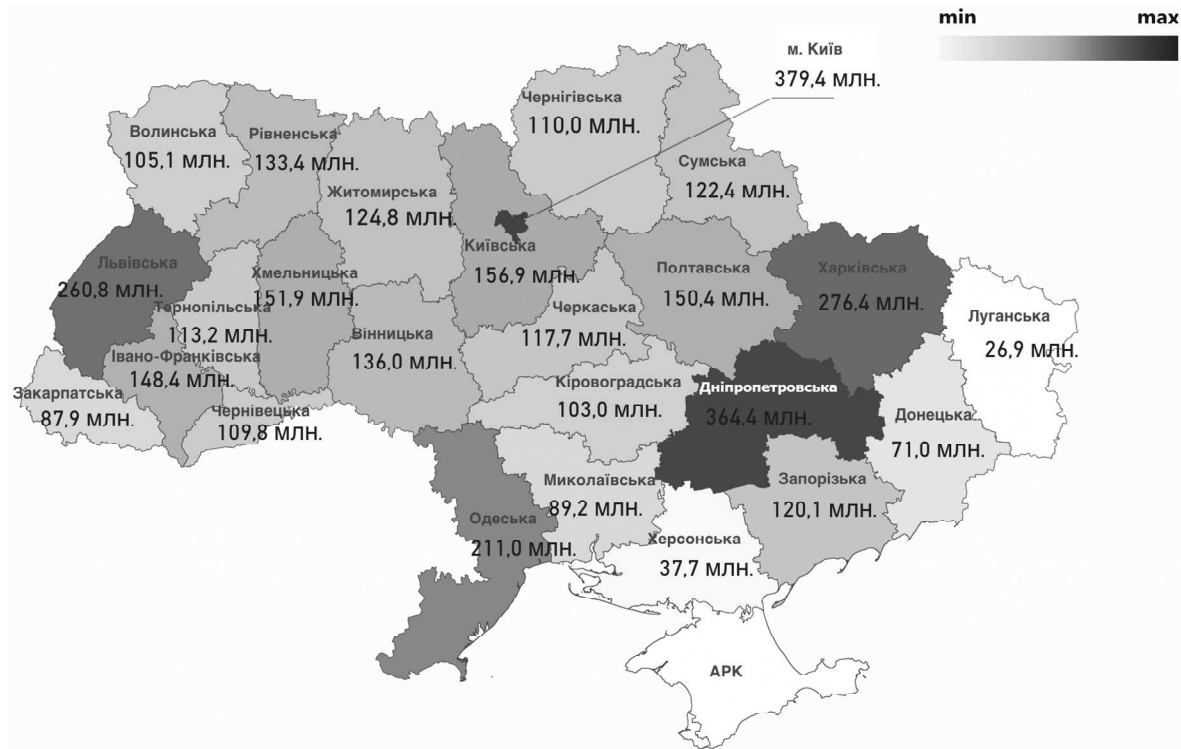 min max
м. Київ
379,4 МЛН.
Чернігівська
110,0 МЛН.
Волинська
105,1 МЛН.
Рівненська
133,4 МЛН.
Сумська
122,4 МЛН.
Житомирська
124,8 МЛН.
Київська
156,9 МЛН.
Львівська
260,8 МЛН.
Хмельницька
151,9 МЛН.
Полтавська
150,4 МЛН.
Харківська
276,4 МЛН.
Тернопільська
113,2 МЛН.
Черкаська
117,7 МЛН.
Луганська
26,9 МЛН.
Вінницька
136,0 МЛН.
Івано-Франківська
148,4 МЛН.
Закарпатська
87,9 МЛН.
Чернівецька
109,8 МЛН.
Кіровоградська
103,0 МЛН.
Дніпропетровська
364,4 МЛН.
Донецька
71,0 МЛН.
Миколаївська
89,2 МЛН.
Запорізька
120,1 МЛН.
Одеська
211,0 МЛН.
Херсонська
37,7 МЛН.
АРК